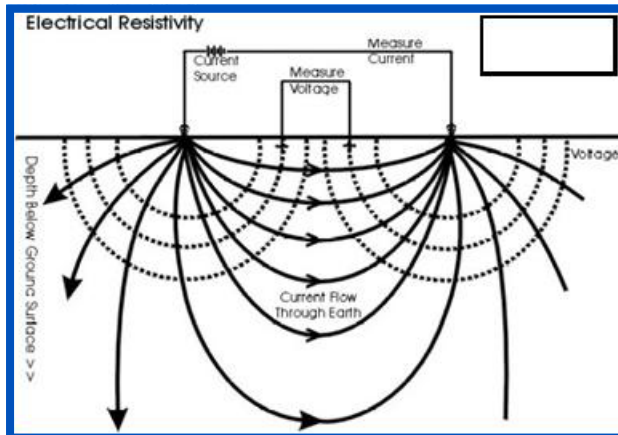 Electrical Resistivity
Measure
Current
Current
Source
Measure
Voltage
Voltage
Depth Below Ground Surface >>
Current Flow
Through Earth